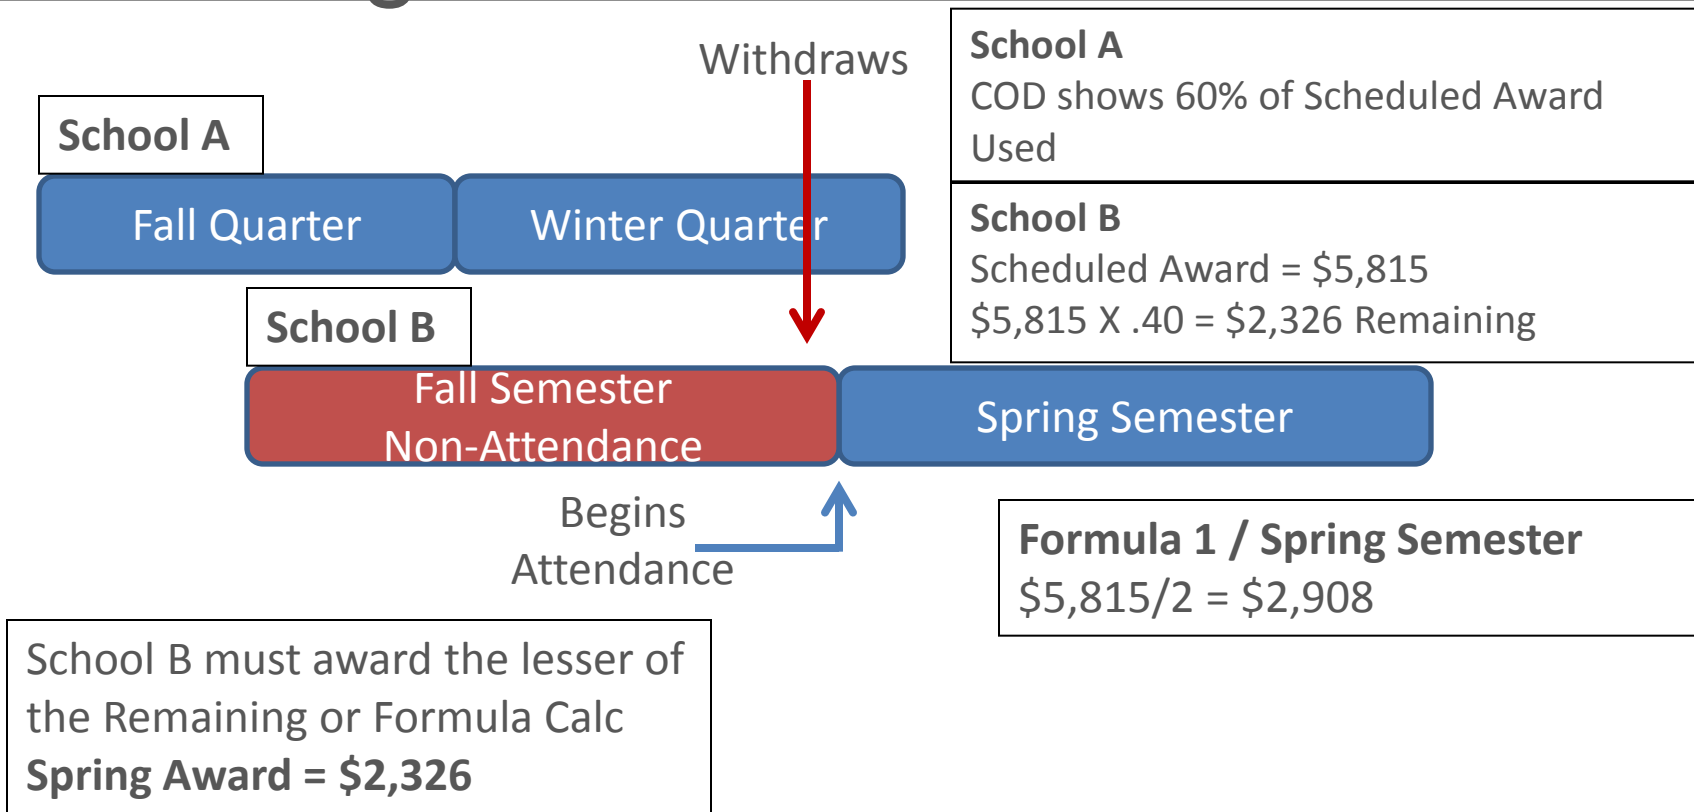 Withdraws
School A
COD shows 60% of Scheduled Award
Used
School A
Fall Quarter
Winter Quarter
School B
Scheduled Award = $5,815
$5,815 X .40 = $2,326 Remaining
School B
Fall Semester
Non-Attendance
Spring Semester
Begins
Attendance
Formula 1 / Spring Semester
$5,815/2 = $2,908
School B must award the lesser of
the Remaining or Formula Calc
Spring Award = $2,326